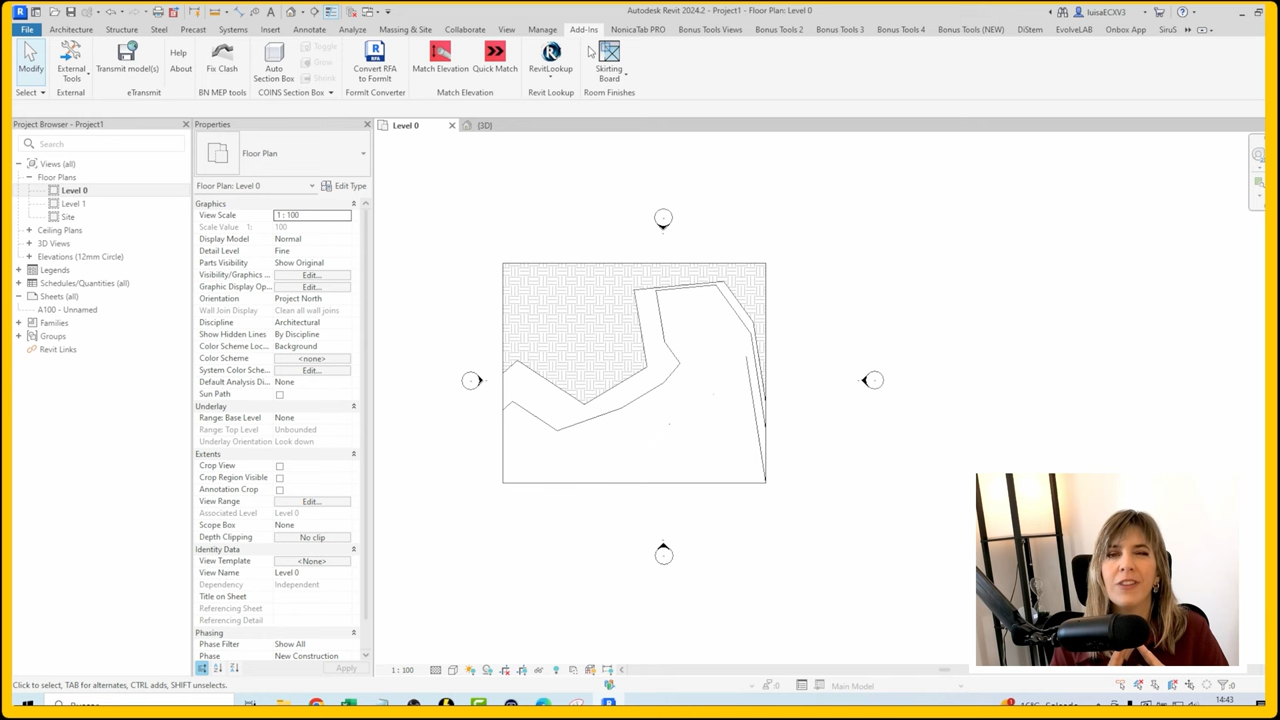 Autodesk Revit 2024.2 - Project1 - Floor Plan: Level 0
luisaECXV3
File Architecture Structure Steel Precast Systems Insert Annotate Analyze Massing & Site Collaborate View Manage Add-Ins NonicaTab PRO Bonus Tools Views Bonus Tools 2 Bonus Tools 3 Bonus Tools 4 Bonus Tools (NEW) EvolveLAB Onbox App DiStem SiruS
Modify External Tools Transmit model(s) Help About Fix Clash Auto Section Box Toggle Grow Shrink Convert RFA to FormIt Match Elevation Quick Match RevitLookup Skirting Board
Select External eTransmit BN MEP tools COINS Section Box FormIt Converter Match Elevation Revit Lookup Room Finishes
Project Browser - Project1
Search
Views (all)
Floor Plans
Level 0
Level 1
Site
Ceiling Plans
3D Views
Elevations (12mm Circle)
Legends
Schedules/Quantities (all)
Sheets (all)
A100 - Unnamed
Families
Groups
Revit Links
Properties
Floor Plan
Floor Plan: Level 0 Edit Type
Graphics
View Scale 1 : 100
Scale Value 1: 100
Display Model Normal
Detail Level Fine
Parts Visibility Show Original
Visibility/Graphics ... Edit...
Graphic Display Op... Edit...
Orientation Project North
Wall Join Display Clean all wall joins
Discipline Architectural
Show Hidden Lines By Discipline
Color Scheme Loc... Background
Color Scheme <none>
System Color Sche... Edit...
Default Analysis Di... None
Sun Path
Underlay
Range: Base Level None
Range: Top Level Unbounded
Underlay Orientation Look down
Extents
Crop View
Crop Region Visible
Annotation Crop
View Range Edit...
Associated Level Level 0
Scope Box None
Depth Clipping No clip
Identity Data
View Template <None>
View Name Level 0
Dependency Independent
Title on Sheet
Referencing Sheet
Referencing Detail
Phasing
Phase Filter Show All
Phase New Construction
Apply
Level 0 {3D}
1 : 100
Click to select, TAB for alternates, CTRL adds, SHIFT unselects.
:0 Main Model :0
14:43